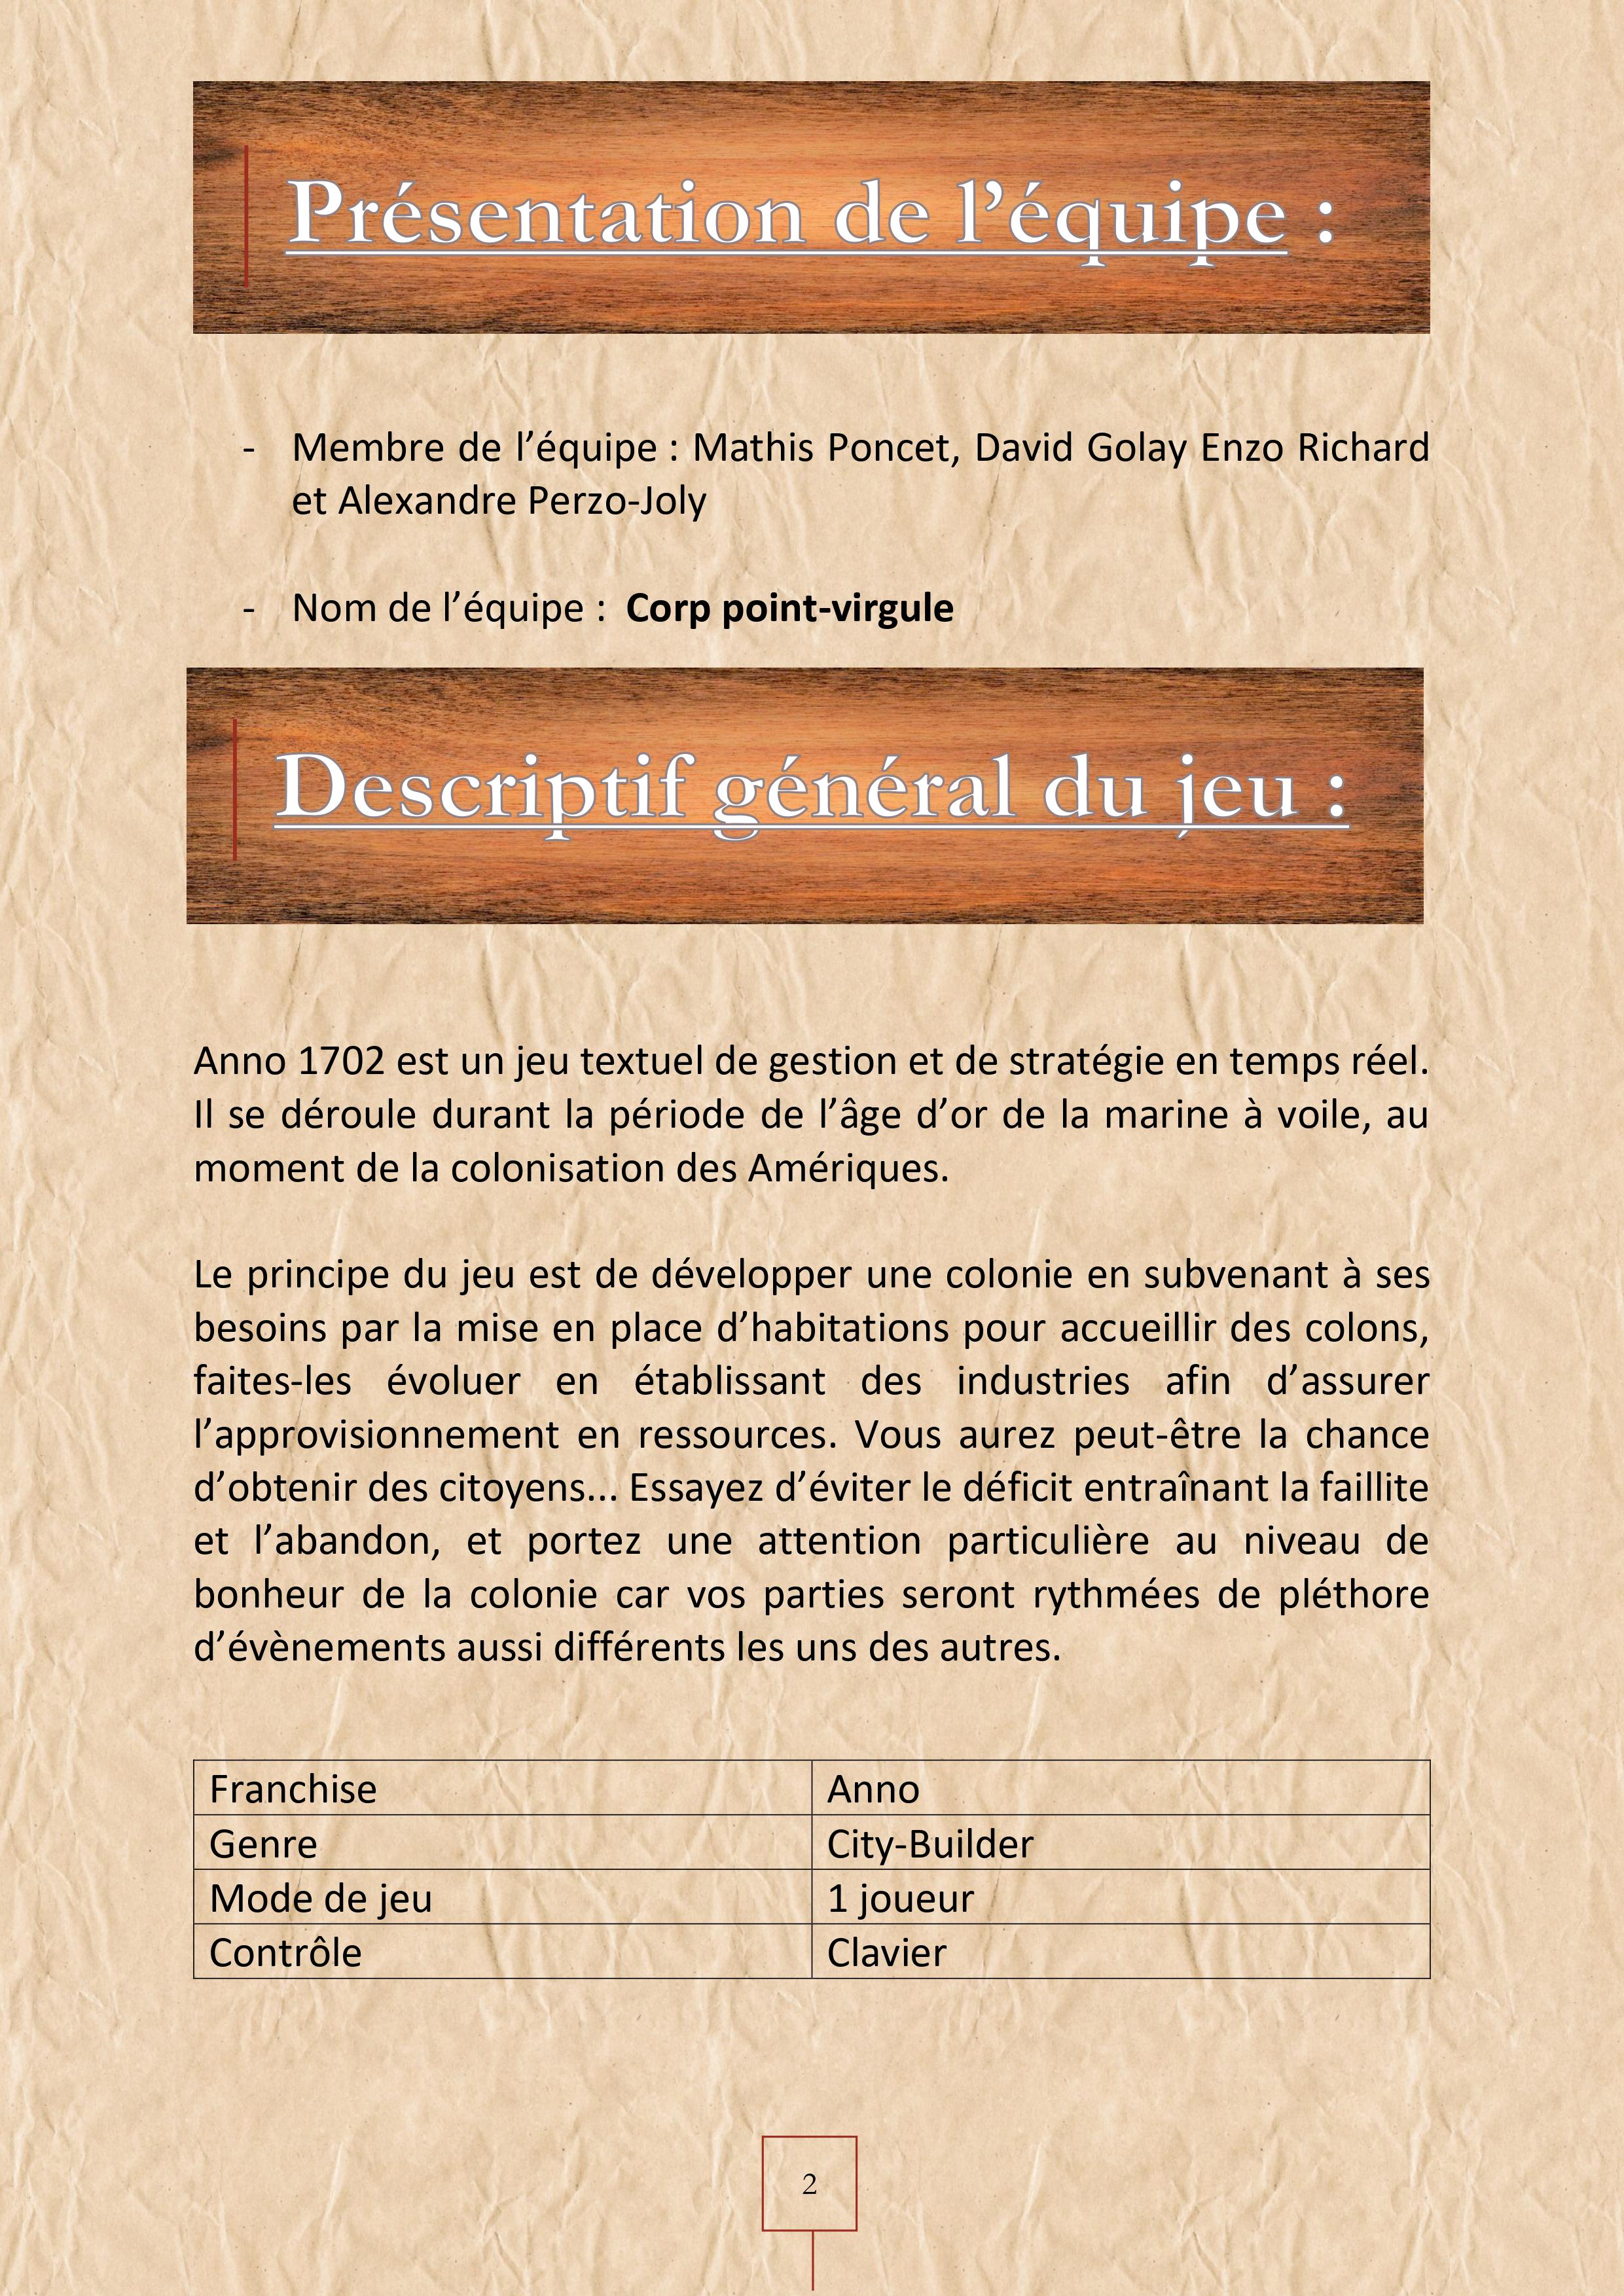 Présentation de l’équipe :
- Membre de l’équipe : Mathis Poncet, David Golay Enzo Richard
et Alexandre Perzo-Joly
- Nom de l’équipe : Corp point-virgule
Descriptif général du jeu :
Anno 1702 est un jeu textuel de gestion et de stratégie en temps réel.
Il se déroule durant la période de l’âge d’or de la marine à voile, au
moment de la colonisation des Amériques.
Le principe du jeu est de développer une colonie en subvenant à ses
besoins par la mise en place d’habitations pour accueillir des colons,
faites-les évoluer en établissant des industries afin d’assurer
l’approvisionnement en ressources. Vous aurez peut-être la chance
d’obtenir des citoyens... Essayez d’éviter le déficit entraînant la faillite
et l’abandon, et portez une attention particulière au niveau de
bonheur de la colonie car vos parties seront rythmées de pléthore
d’évènements aussi différents les uns des autres.
Franchise Anno
Genre City-Builder
Mode de jeu 1 joueur
Contrôle Clavier
2